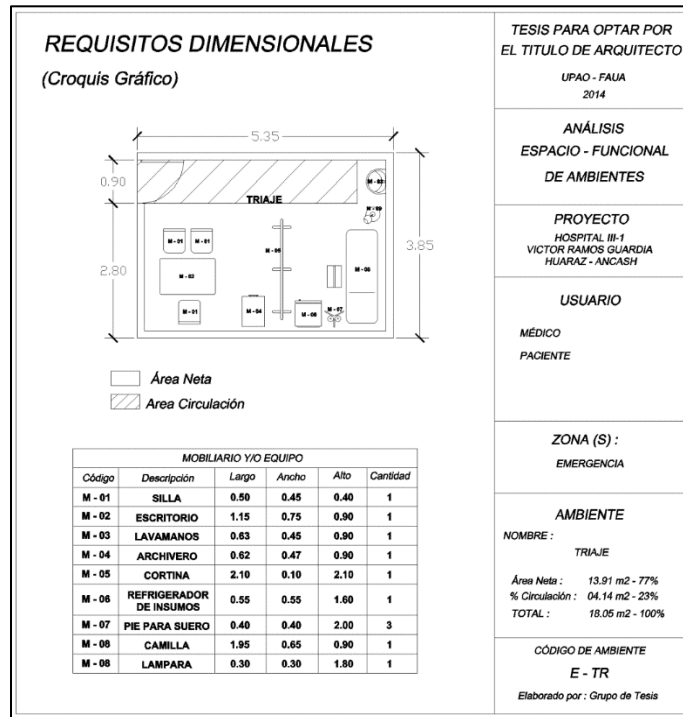 REQUISITOS DIMENSIONALES
(Croquis Gráfico)
5.35
0.90
2.80
3.85
TRIAJE
M - 03
M - 01
M - 01
M - 05
M - 02
M - 08
M - 01
M - 04
M - 06
M - 07
Área Neta
Area Circulación
MOBILIARIO Y/O EQUIPO
Código Descripción Largo Ancho Alto Cantidad
M - 01 SILLA 0.50 0.45 0.40 1
M - 02 ESCRITORIO 1.15 0.75 0.90 1
M - 03 LAVAMANOS 0.63 0.45 0.90 1
M - 04 ARCHIVERO 0.62 0.47 0.90 1
M - 05 CORTINA 2.10 0.10 2.10 1
M - 06 REFRIGERADOR DE INSUMOS 0.55 0.55 1.60 1
M - 07 PIE PARA SUERO 0.40 0.40 2.00 3
M - 08 CAMILLA 1.95 0.65 0.90 1
M - 08 LAMPARA 0.30 0.30 1.80 1
TESIS PARA OPTAR POR
EL TITULO DE ARQUITECTO
UPAO - FAUA
2014
ANÁLISIS
ESPACIO - FUNCIONAL
DE AMBIENTES
PROYECTO
HOSPITAL III-1
VICTOR RAMOS GUARDIA
HUARAZ - ANCASH
USUARIO
MÉDICO
PACIENTE
ZONA (S) :
EMERGENCIA
AMBIENTE
NOMBRE :
TRIAJE
Área Neta : 13.91 m2 - 77%
% Circulación : 04.14 m2 - 23%
TOTAL : 18.05 m2 - 100%
CÓDIGO DE AMBIENTE
E - TR
Elaborado por : Grupo de Tesis